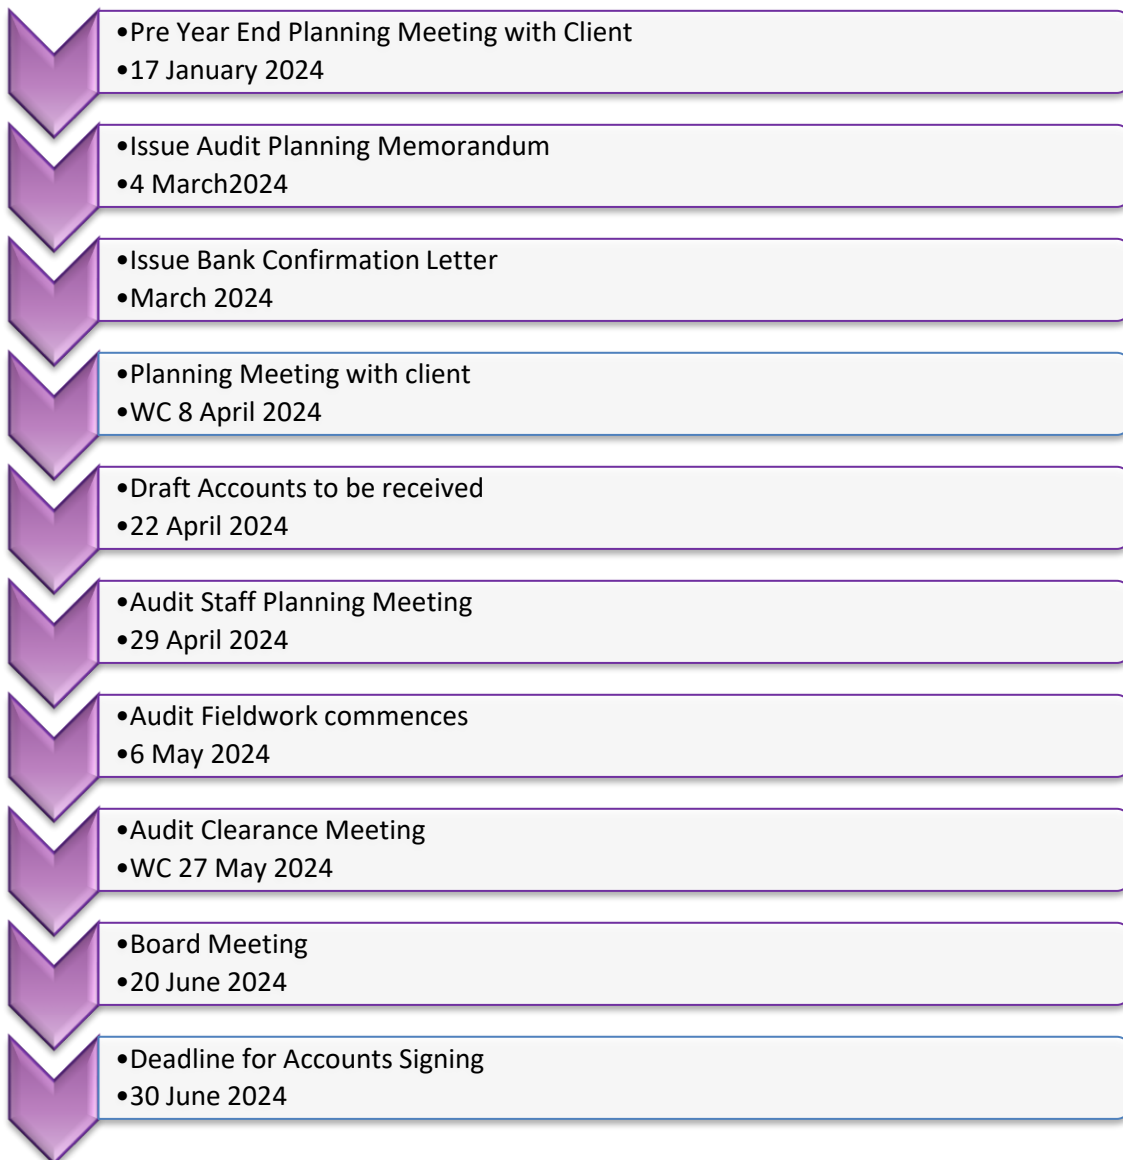 •Pre Year End Planning Meeting with Client
•17 January 2024
•Issue Audit Planning Memorandum
•4 March2024
•Issue Bank Confirmation Letter
•March 2024
•Planning Meeting with client
•WC 8 April 2024
•Draft Accounts to be received
•22 April 2024
•Audit Staff Planning Meeting
•29 April 2024
•Audit Fieldwork commences
•6 May 2024
•Audit Clearance Meeting
•WC 27 May 2024
•Board Meeting
•20 June 2024
•Deadline for Accounts Signing
•30 June 2024